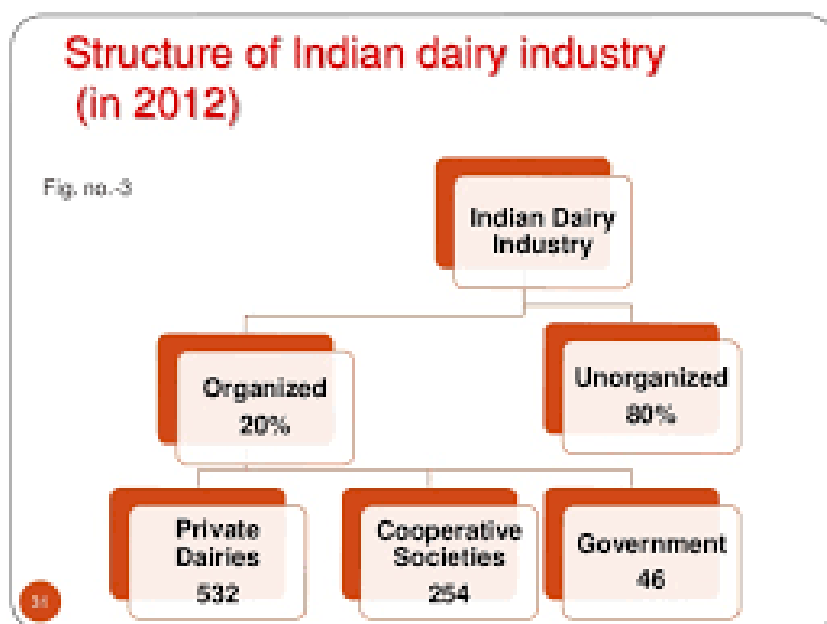 Structure of Indian dairy industry
(in 2012)
Fig. no.-3
Indian Dairy
Industry
Organized
20%
Unorganized
80%
Private
Dairies
532
Cooperative
Societies
254
Government
46